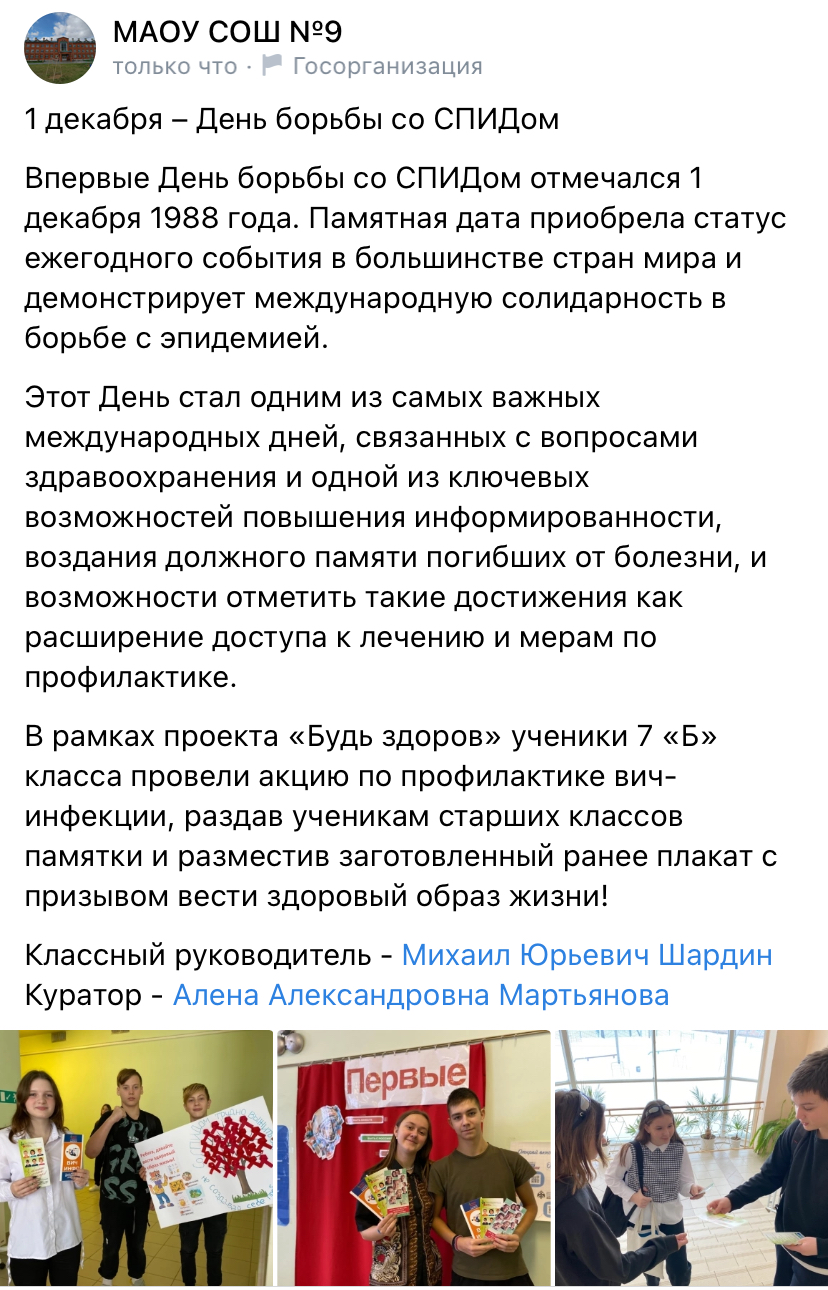 МАОУ СОШ №9
только что · Госорганизация
1 декабря – День борьбы со СПИДом
Впервые День борьбы со СПИДом отмечался 1
декабря 1988 года. Памятная дата приобрела статус
ежегодного события в большинстве стран мира и
демонстрирует международную солидарность в
борьбе с эпидемией.
Этот День стал одним из самых важных
международных дней, связанных с вопросами
здравоохранения и одной из ключевых
возможностей повышения информированности,
воздания должного памяти погибших от болезни, и
возможности отметить такие достижения как
расширение доступа к лечению и мерам по
профилактике.
В рамках проекта «Будь здоров» ученики 7 «Б»
класса провели акцию по профилактике вич-
инфекции, раздав ученикам старших классов
памятки и разместив заготовленный ранее плакат с
призывом вести здоровый образ жизни!
Классный руководитель - Михаил Юрьевич Шардин
Куратор - Алена Александровна Мартьянова
Первые